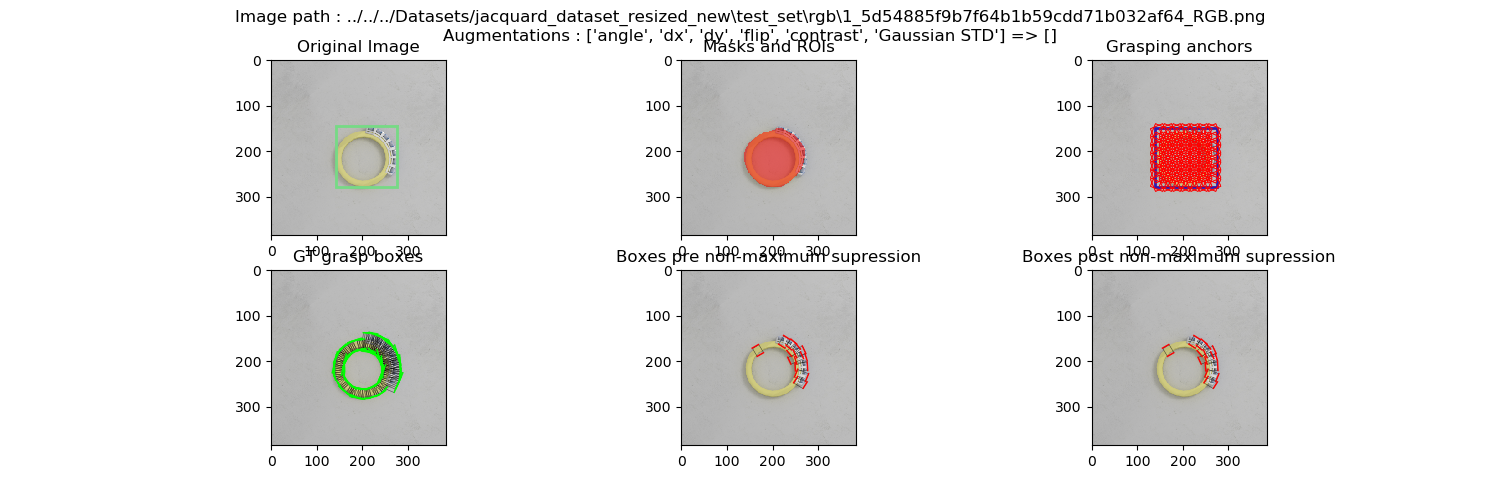 Image path : ../../../Datasets/jacquard_dataset_resized_new\test_set\rgb\1_5d54885f9b7f64b1b59cdd71b032af64_RGB.png
Augmentations : ['angle', 'dx', 'dy', 'flip', 'contrast', 'Gaussian STD'] => []
Original Image
Masks and ROIs
Grasping anchors
0
100
200
300
0 100 200 300
0
100
200
300
0 100 200 300
0
100
200
300
0 100 200 300
GT grasp boxes
Boxes pre non-maximum supression
Boxes post non-maximum supression
0
100
200
300
0 100 200 300
0
100
200
300
0 100 200 300
0
100
200
300
0 100 200 300